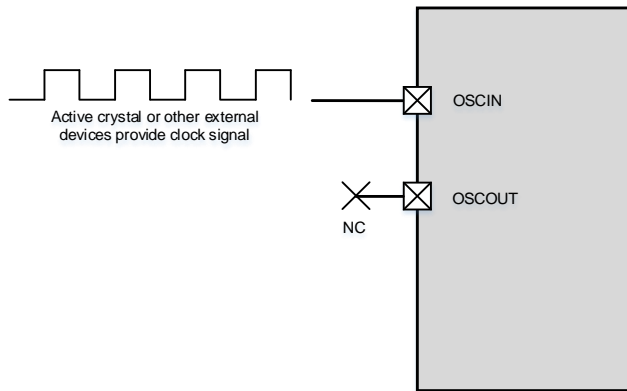 OSCIN
Active crystal or other external
devices provide clock signal
OSCOUT
NC